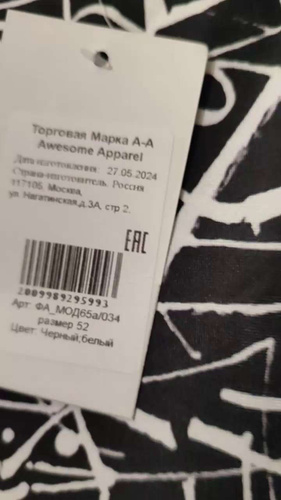 Торговая Марка A-A
Awesome Apparel
Дата изготовления: 27.05.2024
Страна-изготовитель: Россия
117105, Москва,
ул. Нагатинская,д.3А, стр 2.
EAC
2009989295993
Арт: ФА_МОД65а/034
размер 52
Цвет: Черный;белый